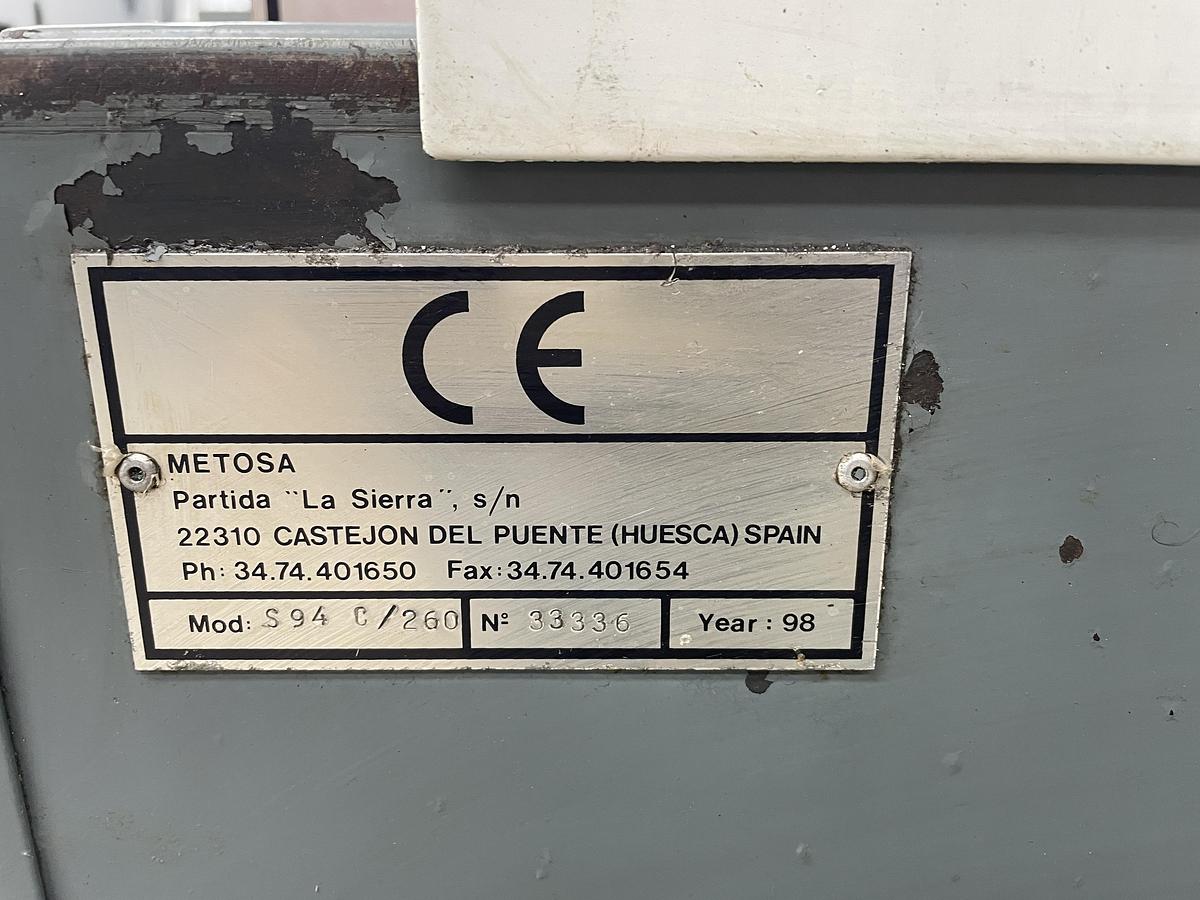 CE
METOSA
Partida "La Sierra", s/n
22310 CASTEJON DEL PUENTE (HUESCA) SPAIN
Ph: 34.74.401650 Fax: 34.74.401654
Mod: S94 C/260 Nº 33336 Year: 98